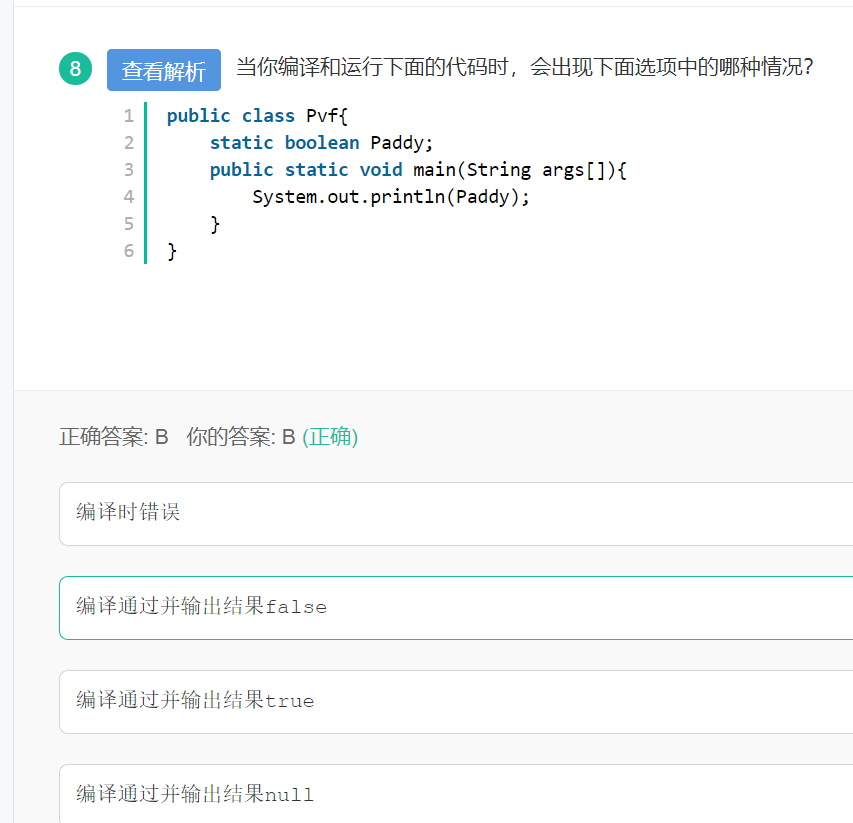 8 查看解析 当你编译和运行下面的代码时，会出现下面选项中的哪种情况？
1 public class Pvf{
2 static boolean Paddy;
3 public static void main(String args[]){
4 System.out.println(Paddy);
5 }
6 }
正确答案: B 你的答案: B (正确)
编译时错误
编译通过并输出结果false
编译通过并输出结果true
编译通过并输出结果null